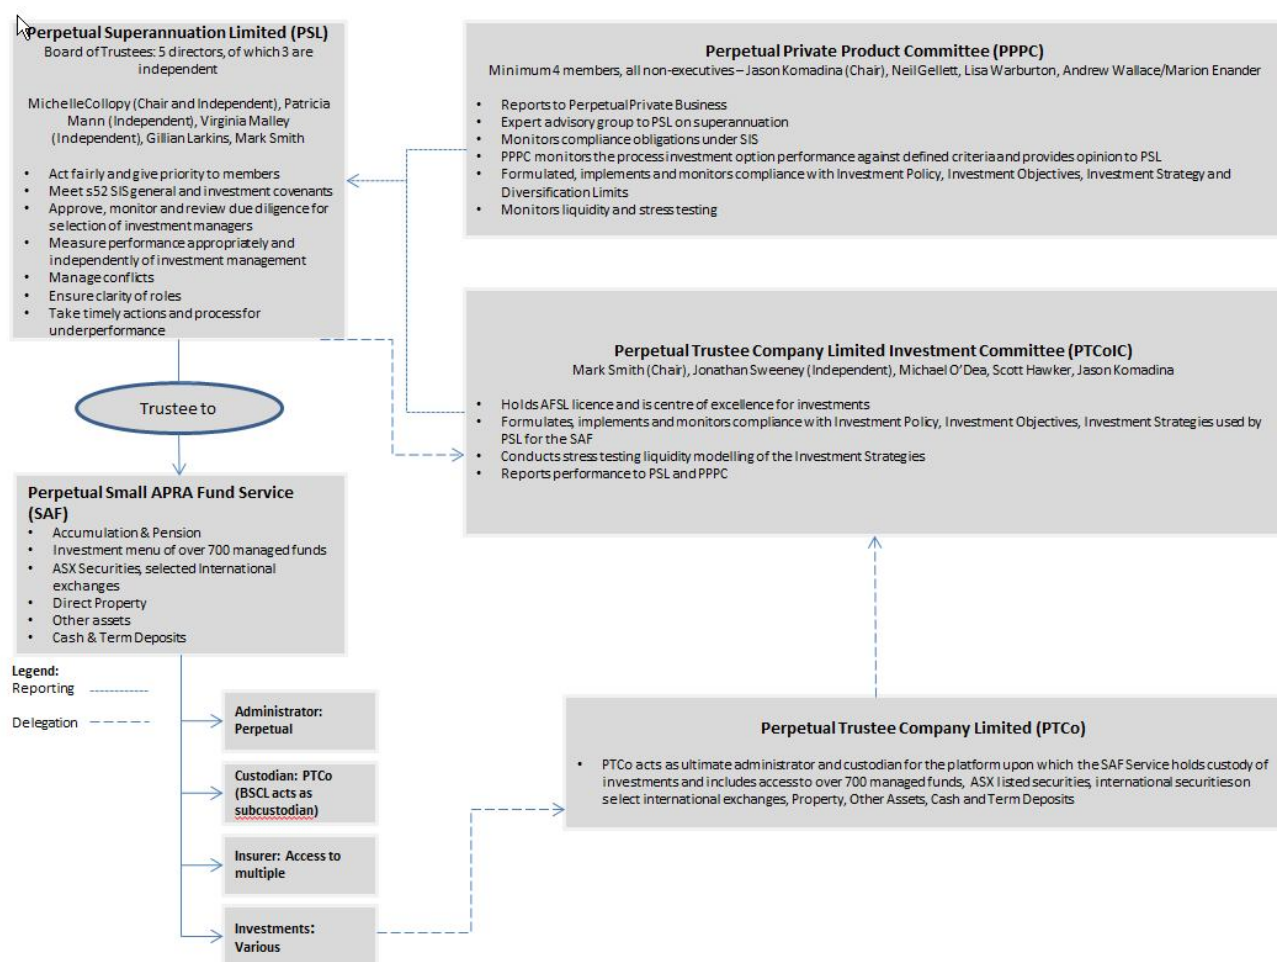 Perpetual Superannuation Limited (PSL)
Board of Trustees: 5 directors, of which 3 are
independent
MichelleCollopy (Chair and Independent), Patricia
Mann (Independent), Virginia Malley
(Independent), Gillian Larkins, Mark Smith
• Act fairly and give priority to members
• Meet s52 SIS general and investment covenants
• Approve, monitor and review due diligence for
selection of investment managers
• Measure performance appropriately and
independently of investment management
• Manage conflicts
• Ensure clarity of roles
• Take timely actions and process for
underperformance
Perpetual Private Product Committee (PPPC)
Minimum 4 members, all non-executives – Jason Komadina (Chair), Neil Gellett, Lisa Warburton, Andrew Wallace/Marion Enander
• Reports to Perpetual Private Business
• Expert advisory group to PSL on superannuation
• Monitors compliance obligations under SIS
• PPPC monitors the process investment option performance against defined criteria and provides opinion to PSL
• Formulated, implements and monitors compliance with Investment Policy, Investment Objectives, Investment Strategy and
Diversification Limits
• Monitors liquidity and stress testing
Perpetual Trustee Company Limited Investment Committee (PTCoIC)
Mark Smith (Chair), Jonathan Sweeney (Independent), Michael O'Dea, Scott Hawker, Jason Komadina
• Holds AFSL licence and is centre of excellence for investments
• Formulates, implements and monitors compliance with Investment Policy, Investment Objectives, Investment Strategies used by
PSL for the SAF
• Conducts stress testing liquidity modelling of the Investment Strategies
• Reports performance to PSL and PPPC
Trustee to
Perpetual Small APRA Fund Service
(SAF)
• Accumulation & Pension
• Investment menu of over 700 managed funds
• ASX Securities, selected International
exchanges
• Direct Property
• Other assets
• Cash & Term Deposits
Legend:
Reporting
Delegation
Administrator:
Perpetual
Custodian: PTCo
(BSCL acts as
subcustodian)
Insurer: Access to
multiple
Investments:
Various
Perpetual Trustee Company Limited (PTCo)
• PTCo acts as ultimate administrator and custodian for the platform upon which the SAF Service holds custody of
investments and includes access to over 700 managed funds, ASX listed securities, international securities on
select international exchanges, Property, Other Assets, Cash and Term Deposits